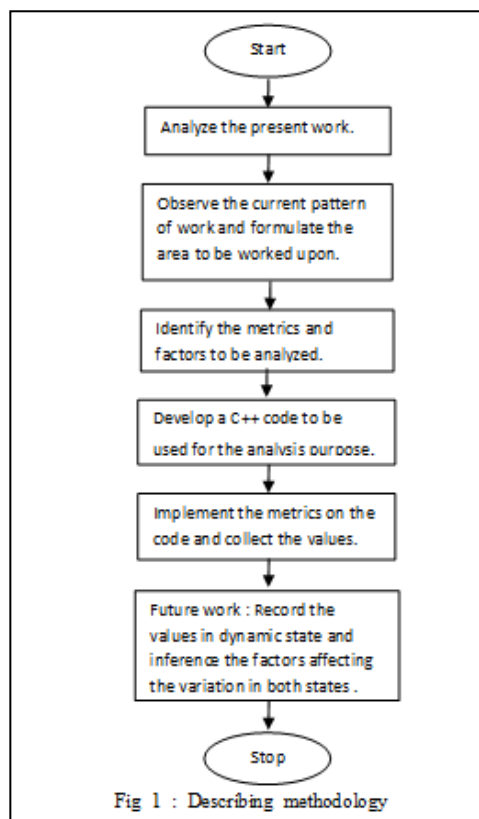 Start
Analyze the present work.
Observe the current pattern
of work and formulate the
area to be worked upon.
Identify the metrics and
factors to be analyzed.
Develop a C++ code to be
used for the analysis purpose.
Implement the metrics on the
code and collect the values.
Future work : Record the
values in dynamic state and
inference the factors affecting
the variation in both states .
Stop
Fig 1 : Describing methodology